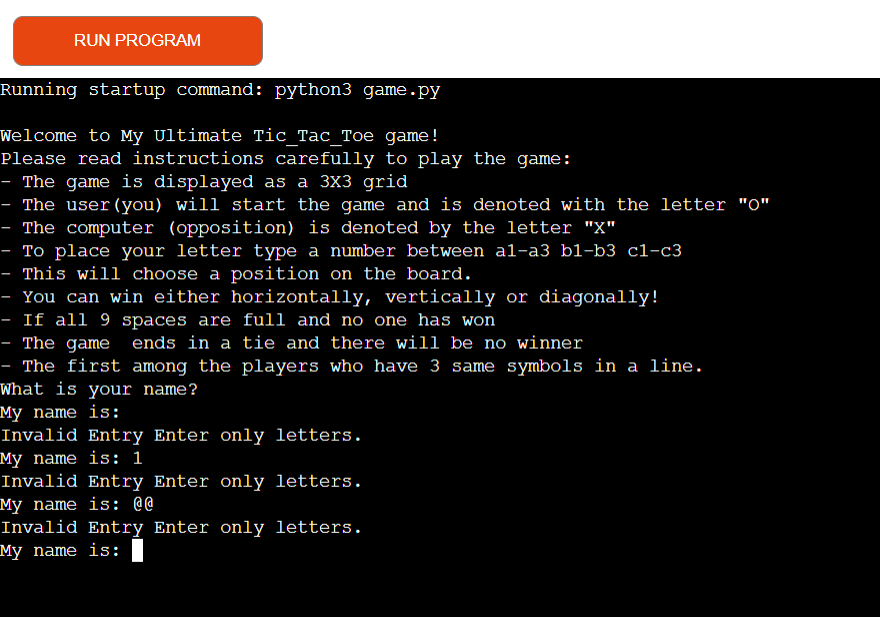 RUN PROGRAM
Running startup command: python3 game.py
Welcome to My Ultimate Tic_Tac_Toe game!
Please read instructions carefully to play the game:
- The game is displayed as a 3X3 grid
- The user(you) will start the game and is denoted with the letter "O"
- The computer (opposition) is denoted by the letter "X"
- To place your letter type a number between a1-a3 b1-b3 c1-c3
- This will choose a position on the board.
- You can win either horizontally, vertically or diagonally!
- If all 9 spaces are full and no one has won
- The game  ends in a tie and there will be no winner
- The first among the players who have 3 same symbols in a line.
What is your name?
My name is:
Invalid Entry Enter only letters.
My name is: 1
Invalid Entry Enter only letters.
My name is: @@
Invalid Entry Enter only letters.
My name is: